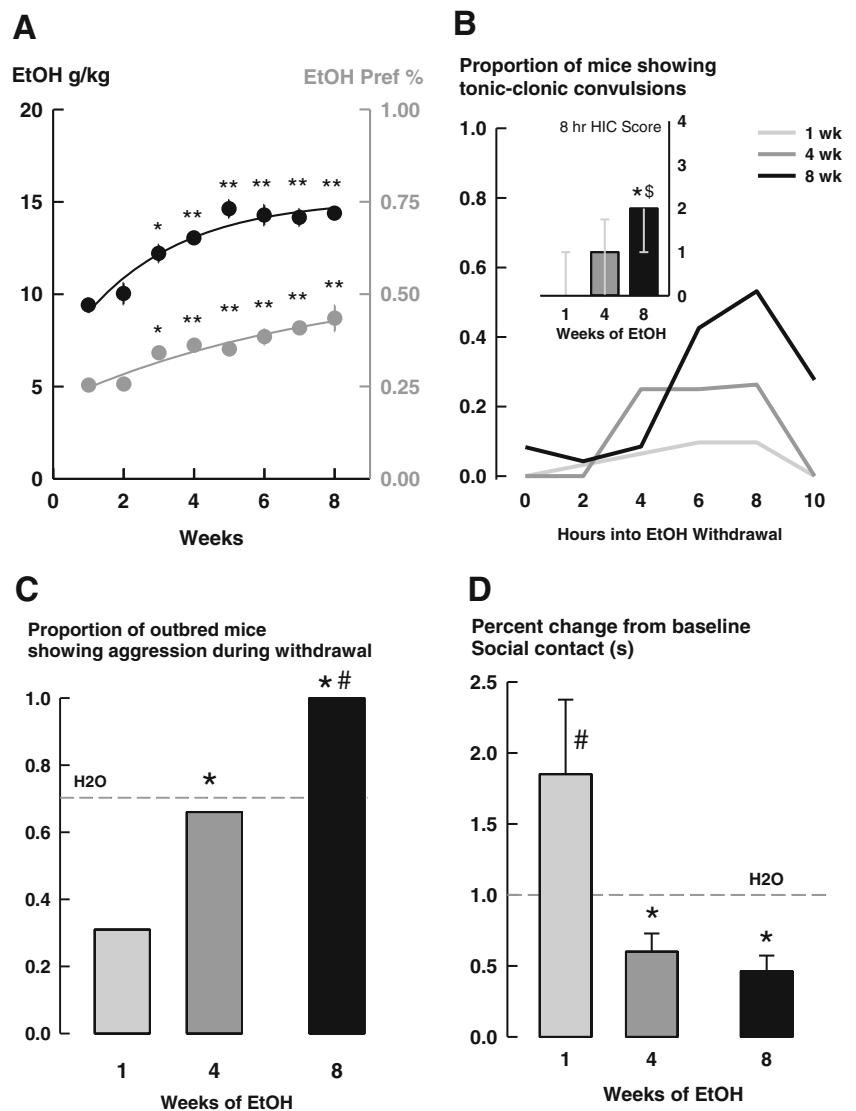 A
EtOH g/kg
EtOH Pref %
20
15
10
5
0
1.00
0.75
0.50
0.25
0.00
*
**
**
**
**
**
*
**
**
**
**
**
0 2 4 6 8
Weeks
B
Proportion of mice showing
tonic-clonic convulsions
1.0
0.8
0.6
0.4
0.2
0.0
8 hr HIC Score
4
3
2
1
0
*$
1 4 8
Weeks of EtOH
1 wk
4 wk
8 wk
0 2 4 6 8 10
Hours into EtOH Withdrawal
C
Proportion of outbred mice
showing aggression during withdrawal
1.0
0.8
0.6
0.4
0.2
0.0
H2O
*
* #
1 4 8
Weeks of EtOH
D
Percent change from baseline
Social contact (s)
2.5
2.0
1.5
1.0
0.5
0.0
#
H2O
*
*
1 4 8
Weeks of EtOH